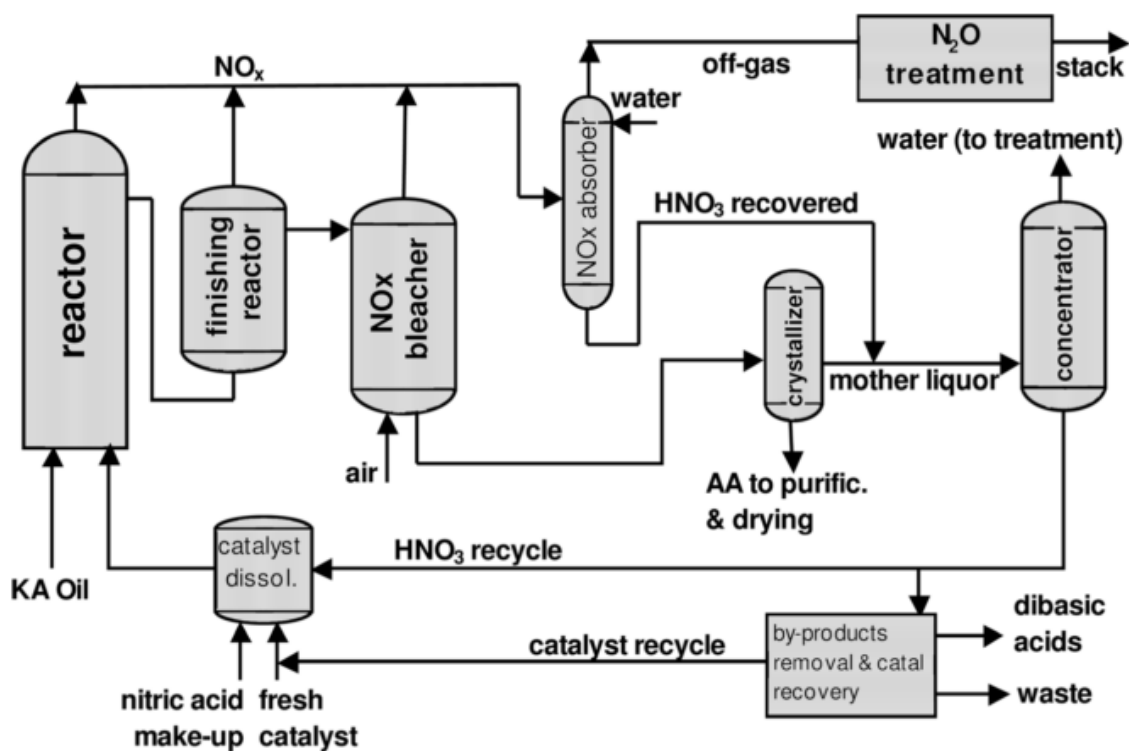 NOₓ
off-gas
N₂O
treatment
stack
water
water (to treatment)
reactor
finishing
reactor
NOx
bleacher
NOx absorber
HNO₃ recovered
crystallizer
mother liquor
concentrator
air
AA to purific.
& drying
KA Oil
catalyst
dissol.
HNO₃ recycle
catalyst recycle
by-products
removal & catal
recovery
dibasic
acids
waste
nitric acid
make-up
fresh
catalyst